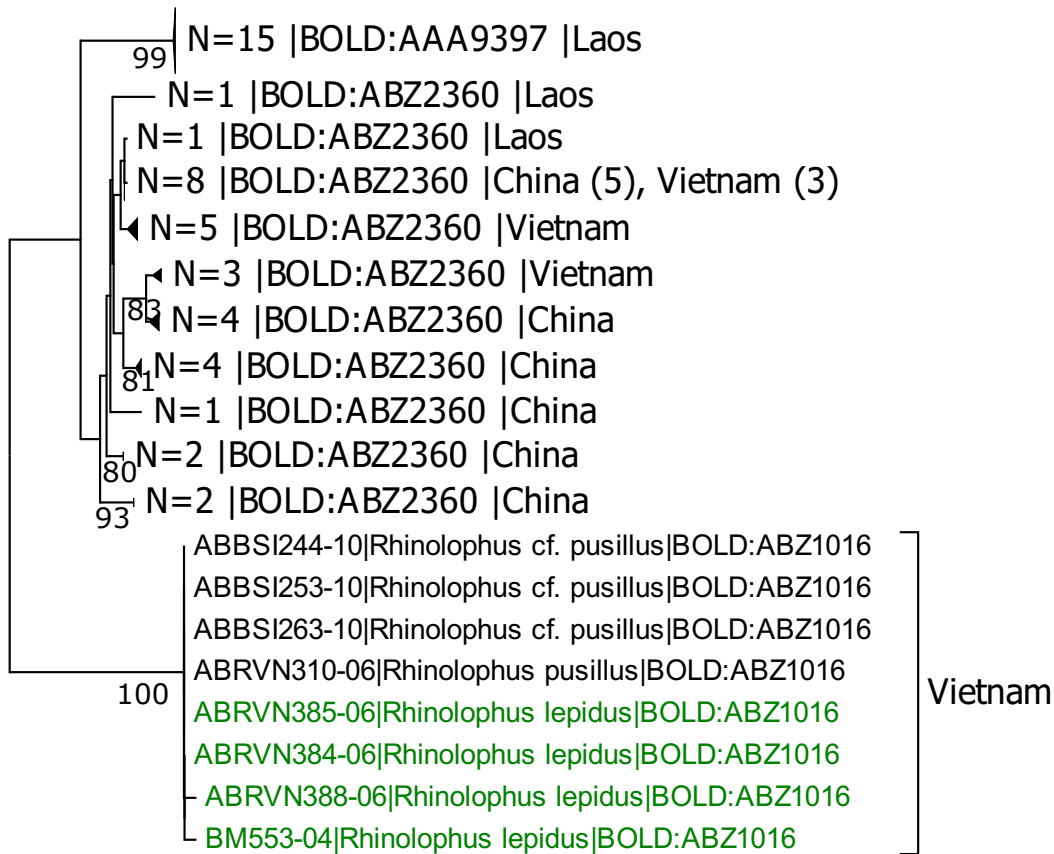 N=15 |BOLD:AAA9397 |Laos
99
N=1 |BOLD:ABZ2360 |Laos
N=1 |BOLD:ABZ2360 |Laos
N=8 |BOLD:ABZ2360 |China (5), Vietnam (3)
N=5 |BOLD:ABZ2360 |Vietnam
N=3 |BOLD:ABZ2360 |Vietnam
83
N=4 |BOLD:ABZ2360 |China
N=4 |BOLD:ABZ2360 |China
81
N=1 |BOLD:ABZ2360 |China
N=2 |BOLD:ABZ2360 |China
80
N=2 |BOLD:ABZ2360 |China
93
ABBSI244-10|Rhinolophus cf. pusillus|BOLD:ABZ1016
ABBSI253-10|Rhinolophus cf. pusillus|BOLD:ABZ1016
ABBSI263-10|Rhinolophus cf. pusillus|BOLD:ABZ1016
ABRVN310-06|Rhinolophus pusillus|BOLD:ABZ1016
100
Vietnam
ABRVN385-06|Rhinolophus lepidus|BOLD:ABZ1016
ABRVN384-06|Rhinolophus lepidus|BOLD:ABZ1016
ABRVN388-06|Rhinolophus lepidus|BOLD:ABZ1016
BM553-04|Rhinolophus lepidus|BOLD:ABZ1016